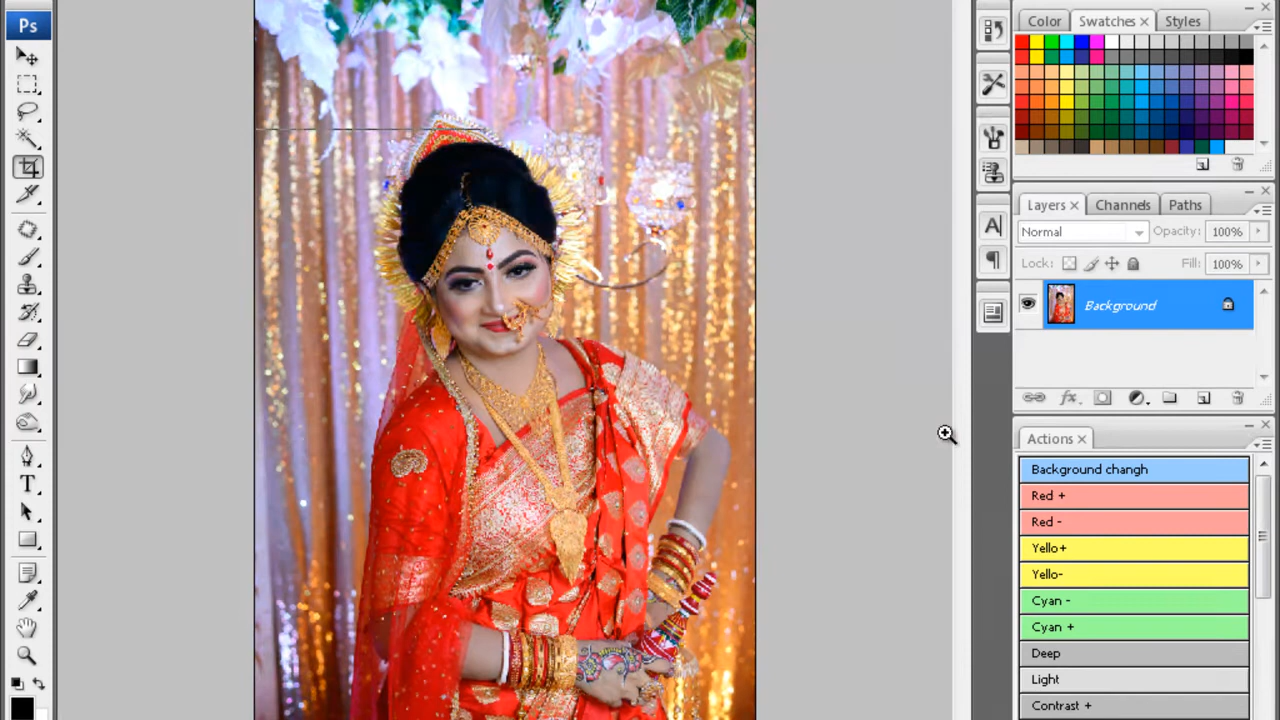 Ps
Color Swatches Styles
Layers Channels Paths
Normal Opacity: 100%
Lock: Fill: 100%
Background
Actions
Background changh
Red +
Red -
Yello+
Yello-
Cyan -
Cyan +
Deep
Light
Contrast +